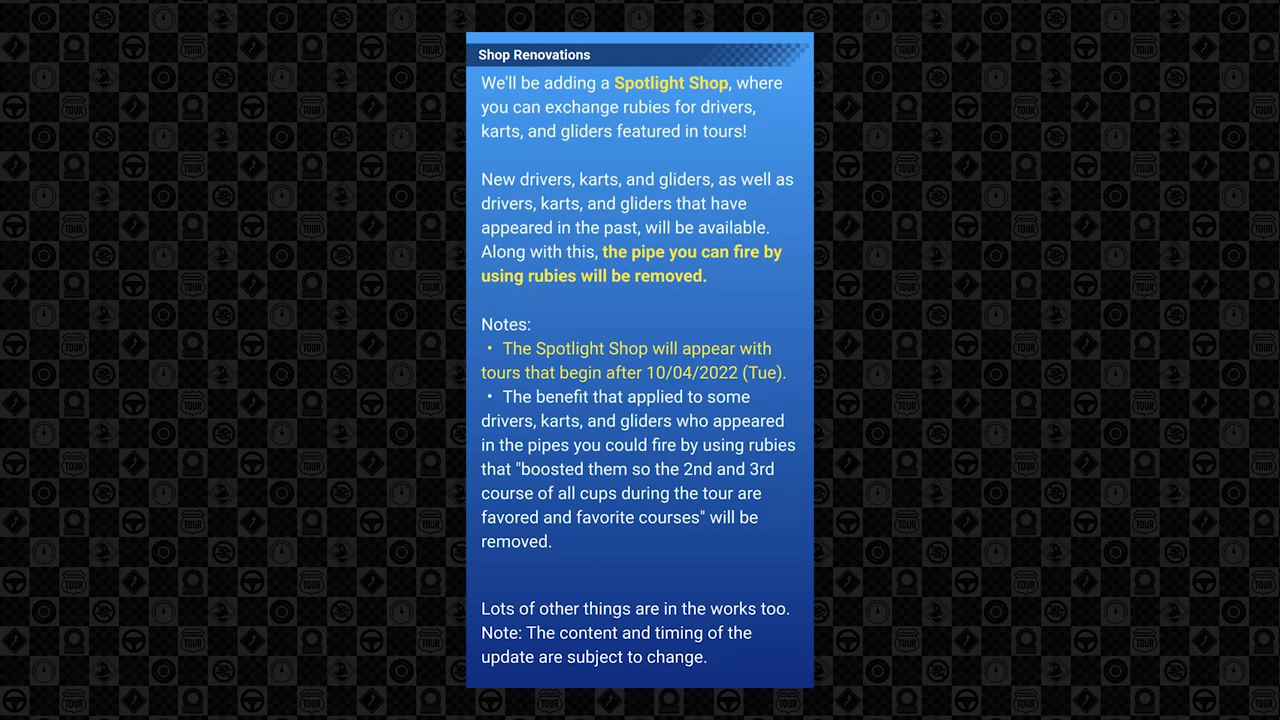 Shop Renovations
We'll be adding a Spotlight Shop, where
you can exchange rubies for drivers,
karts, and gliders featured in tours!
New drivers, karts, and gliders, as well as
drivers, karts, and gliders that have
appeared in the past, will be available.
Along with this, the pipe you can fire by
using rubies will be removed.
Notes:
・ The Spotlight Shop will appear with
tours that begin after 10/04/2022 (Tue).
・ The benefit that applied to some
drivers, karts, and gliders who appeared
in the pipes you could fire by using rubies
that "boosted them so the 2nd and 3rd
course of all cups during the tour are
favored and favorite courses" will be
removed.
Lots of other things are in the works too.
Note: The content and timing of the
update are subject to change.